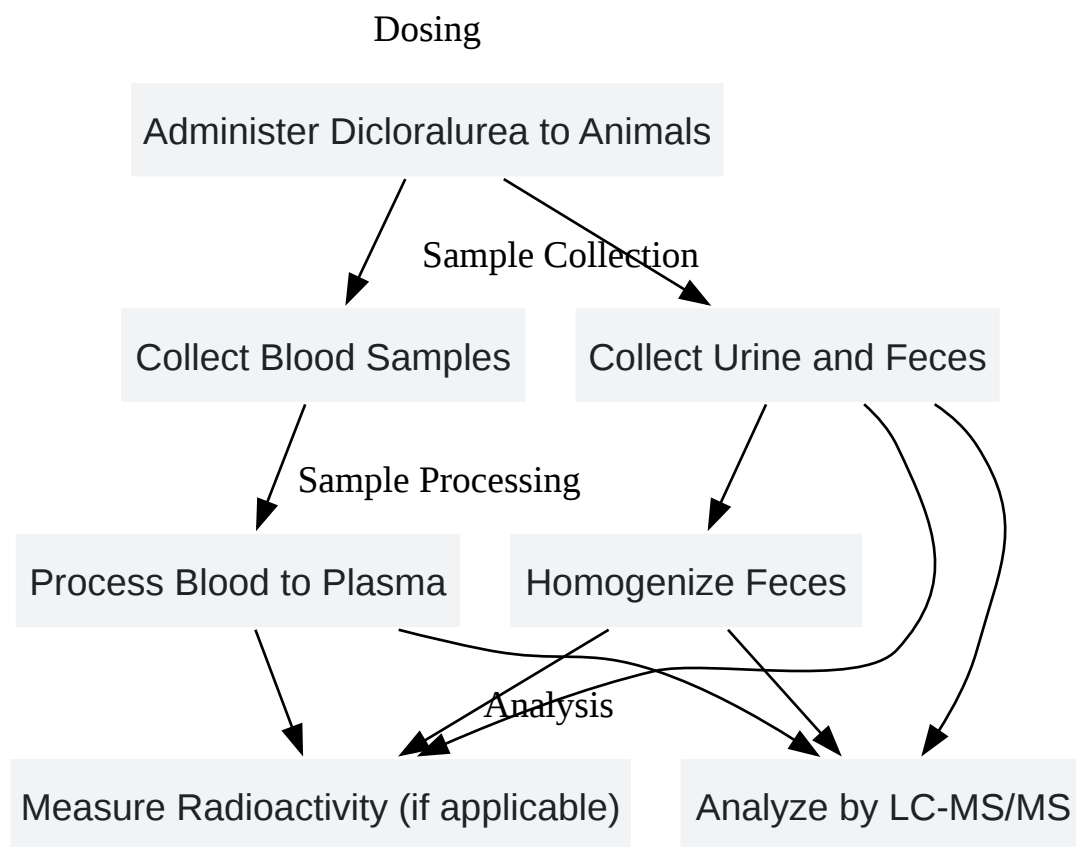 Dosing
Administer Dicloralurea to Animals
Sample Collection
Collect Blood Samples
Collect Urine and Feces
Sample Processing
Process Blood to Plasma
Homogenize Feces
Analysis
Measure Radioactivity (if applicable)
Analyze by LC-MS/MS